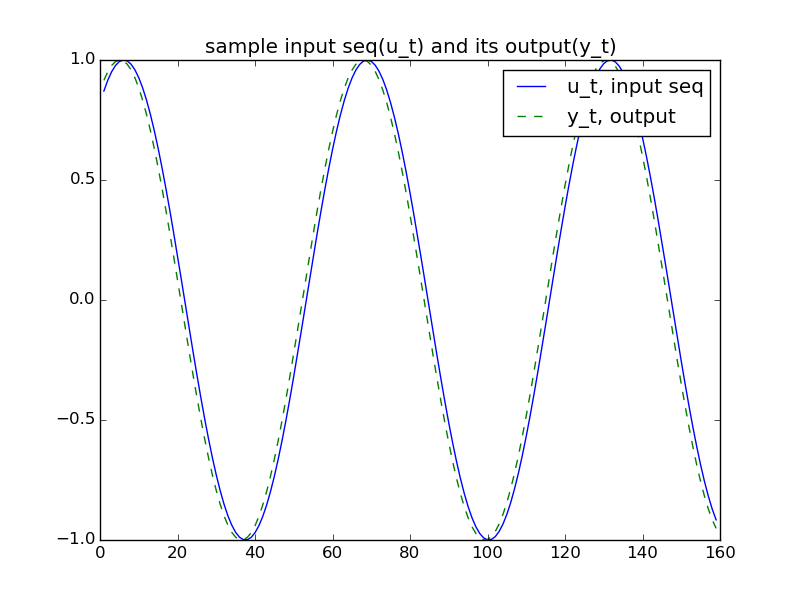 sample input seq(u_t) and its output(y_t)
u_t, input seq
y_t, output
1.0
0.5
0.0
−0.5
−1.0
0 20 40 60 80 100 120 140 160